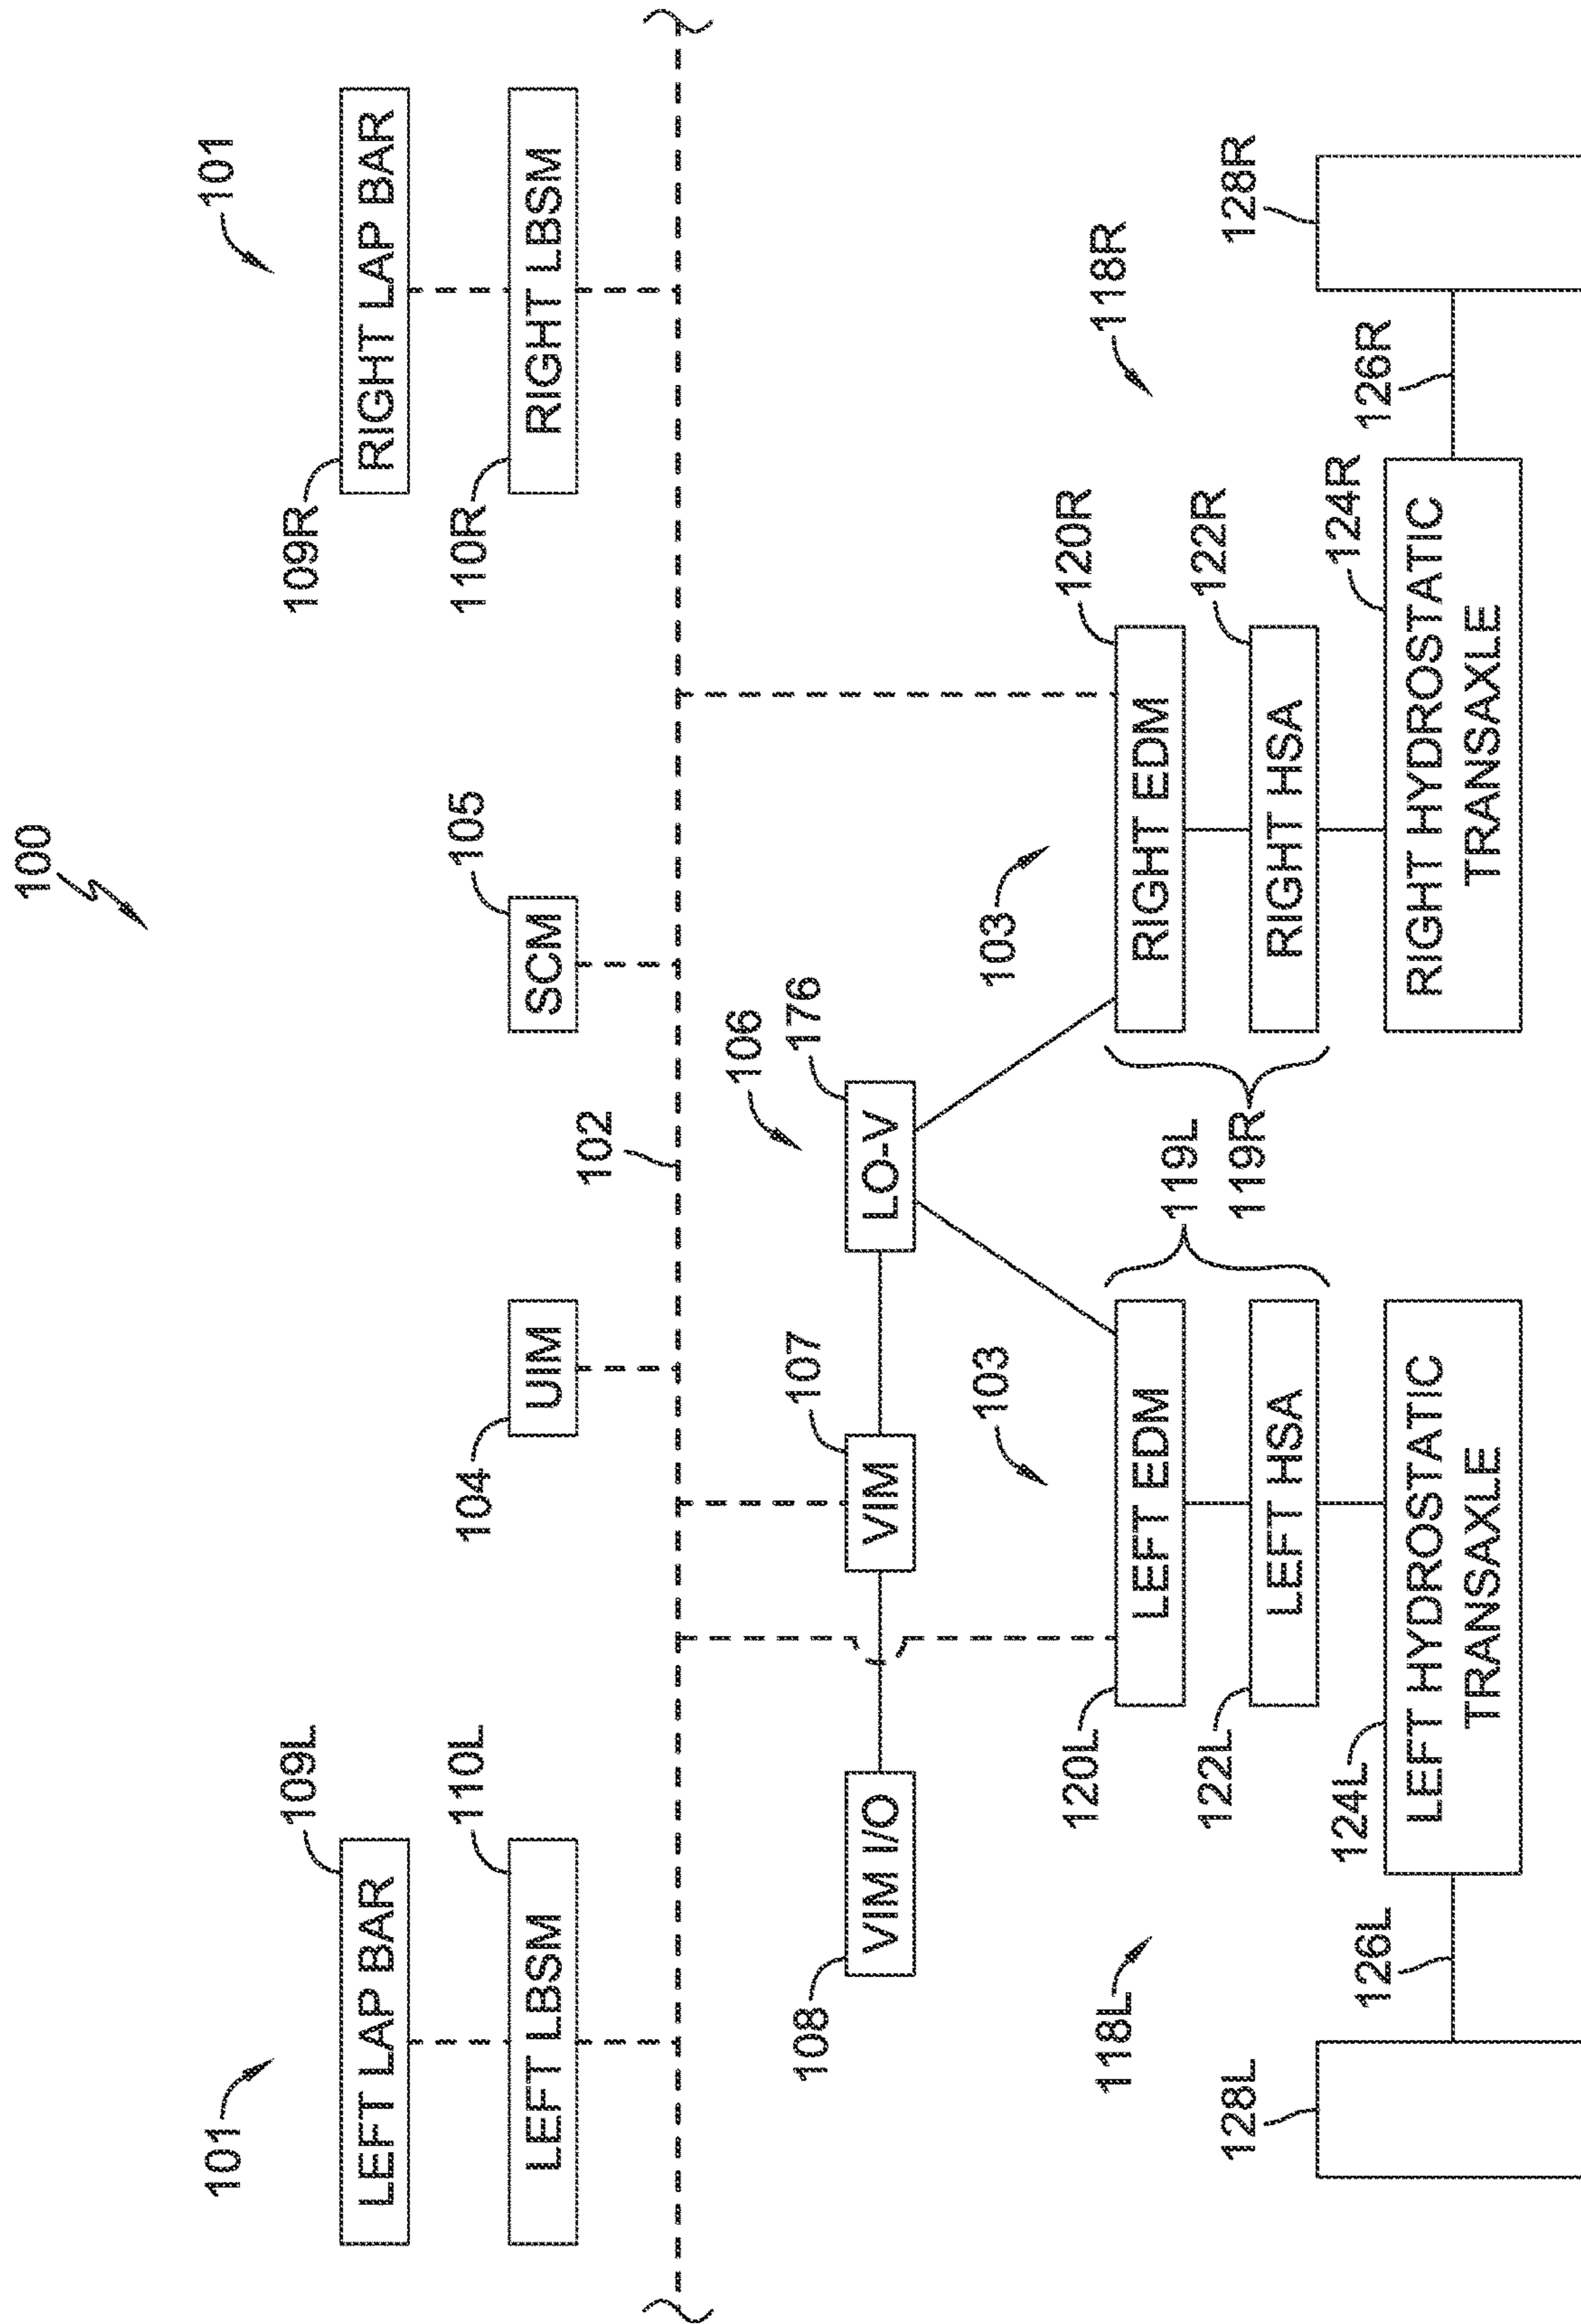 100
101
LEFT LAP BAR
109L
LEFT LBSM
110L
104
UIM
SCM
105
101
RIGHT LAP BAR
109R
RIGHT LBSM
110R
102
108
VIM I/O
VIM
107
LO-V
106
176
103
103
118L
120L
LEFT EDM
122L
LEFT HSA
119L
119R
RIGHT EDM
120R
RIGHT HSA
122R
118R
124L
LEFT HYDROSTATIC
TRANSAXLE
126L
128L
RIGHT HYDROSTATIC
TRANSAXLE
124R
126R
128R